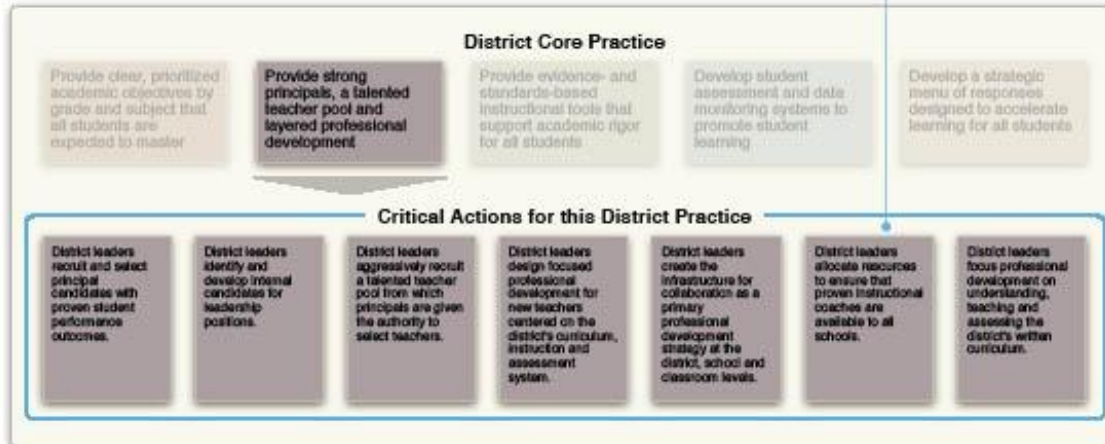 District Core Practice
Provide clear, prioritized
academic objectives by
grade and subject that
all students are
expected to master
Provide strong
principals, a talented
teacher pool and
layered professional
development
Provide evidence- and
standards-based
instructional tools that
support academic rigor
for all students
Develop student
assessment and data
monitoring systems to
promote student
learning
Develop a strategic
menu of responses
designed to accelerate
learning for all students
Critical Actions for this District Practice
District leaders
recruit and select
principal
candidates with
proven student
performance
outcomes.
District leaders
identify and
develop internal
candidates for
leadership
positions.
District leaders
aggressively recruit
a talented teacher
pool from which
principals are given
the authority to
select teachers.
District leaders
design focused
professional
development for
new teachers
centered on the
district's curriculum,
instruction and
assessment
system.
District leaders
create the
infrastructure for
collaboration as a
primary
professional
development
strategy at the
district, school and
classroom levels.
District leaders
allocate resources
to ensure that
proven instructional
coaches are
available to all
schools.
District leaders
focus professional
development on
understanding,
teaching and
assessing the
district's written
curriculum.